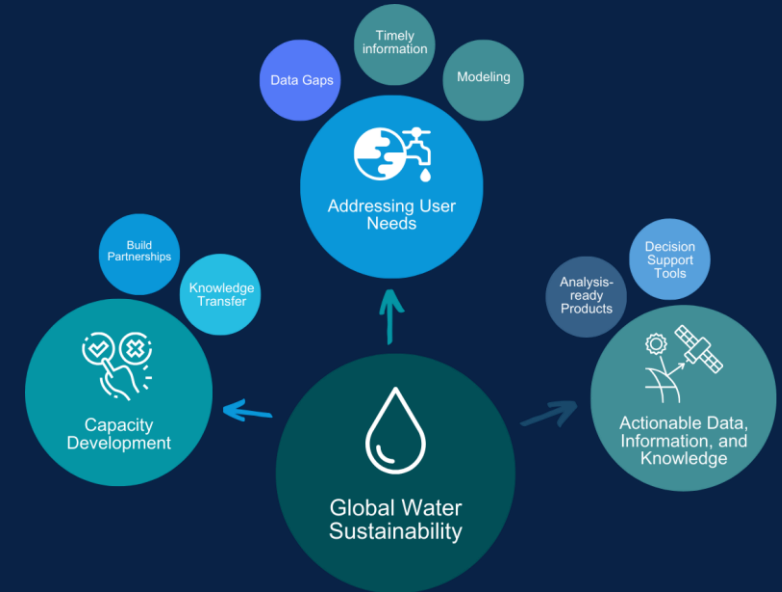 Timely
information
Data Gaps
Modeling
Addressing User
Needs
Build
Partnerships
Knowledge
Transfer
Decision
Support
Tools
Analysis-
ready
Products
Capacity
Development
Actionable Data,
Information, and
Knowledge
Global Water
Sustainability